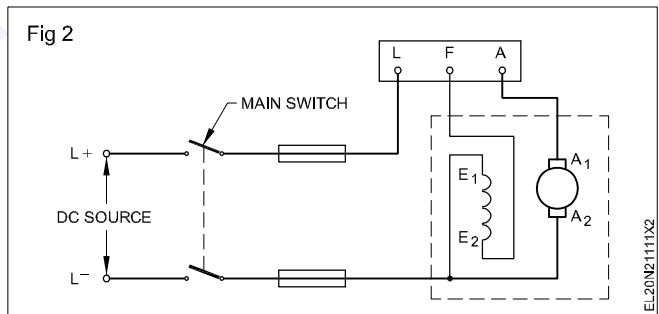 Fig 2
L F A
MAIN SWITCH
L+
DC SOURCE
L–
E1
E2
A1
A2
EL20N21111X2